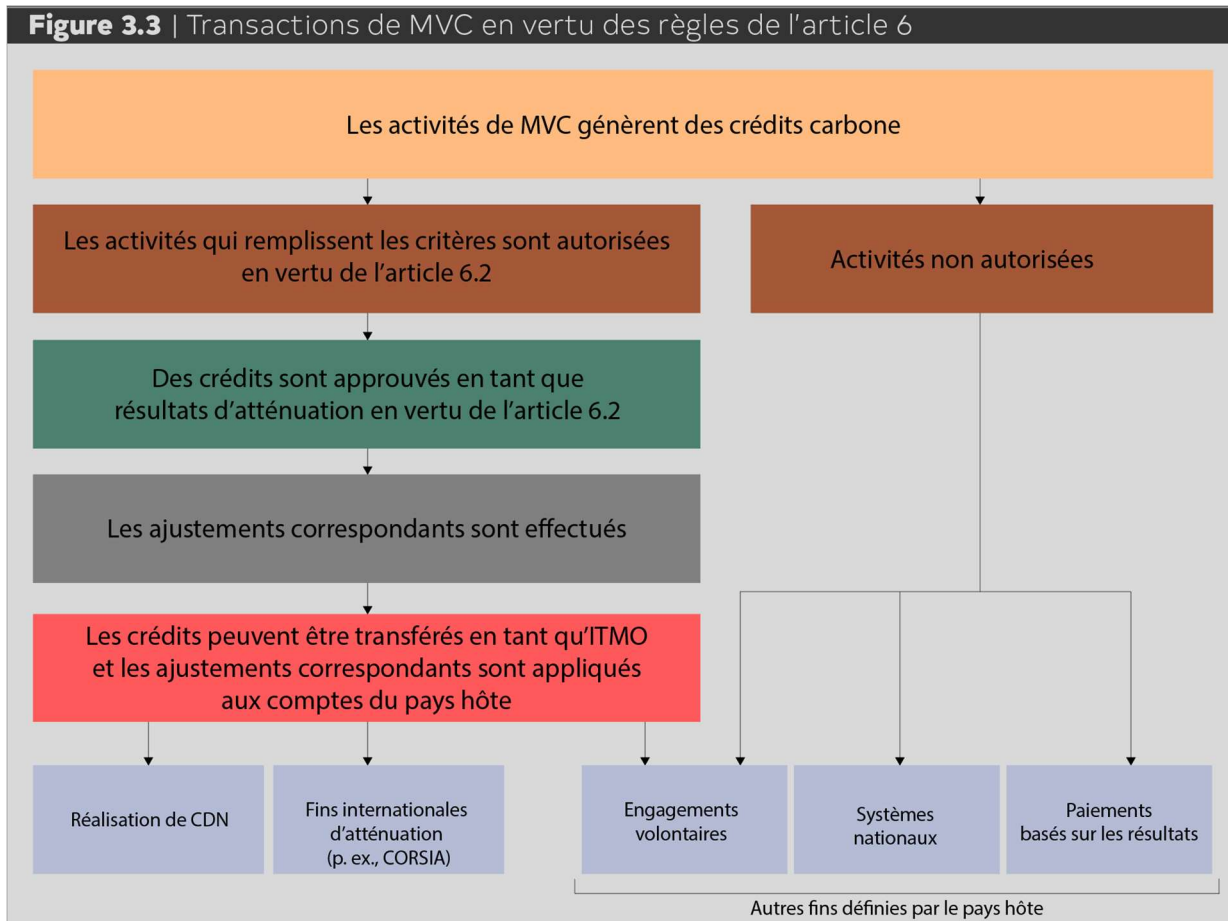 Figure 3.3 | Transactions de MVC en vertu des règles de l'article 6
Les activités de MVC génèrent des crédits carbone
Les activités qui remplissent les critères sont autorisées
en vertu de l'article 6.2
Activités non autorisées
Des crédits sont approuvés en tant que
résultats d'atténuation en vertu de l'article 6.2
Les ajustements correspondants sont effectués
Les crédits peuvent être transférés en tant qu'ITMO
et les ajustements correspondants sont appliqués
aux comptes du pays hôte
Réalisation de CDN
Fins internationales
d'atténuation
(p. ex., CORSIA)
Engagements
volontaires
Systèmes
nationaux
Paiements
basés sur les résultats
Autres fins définies par le pays hôte